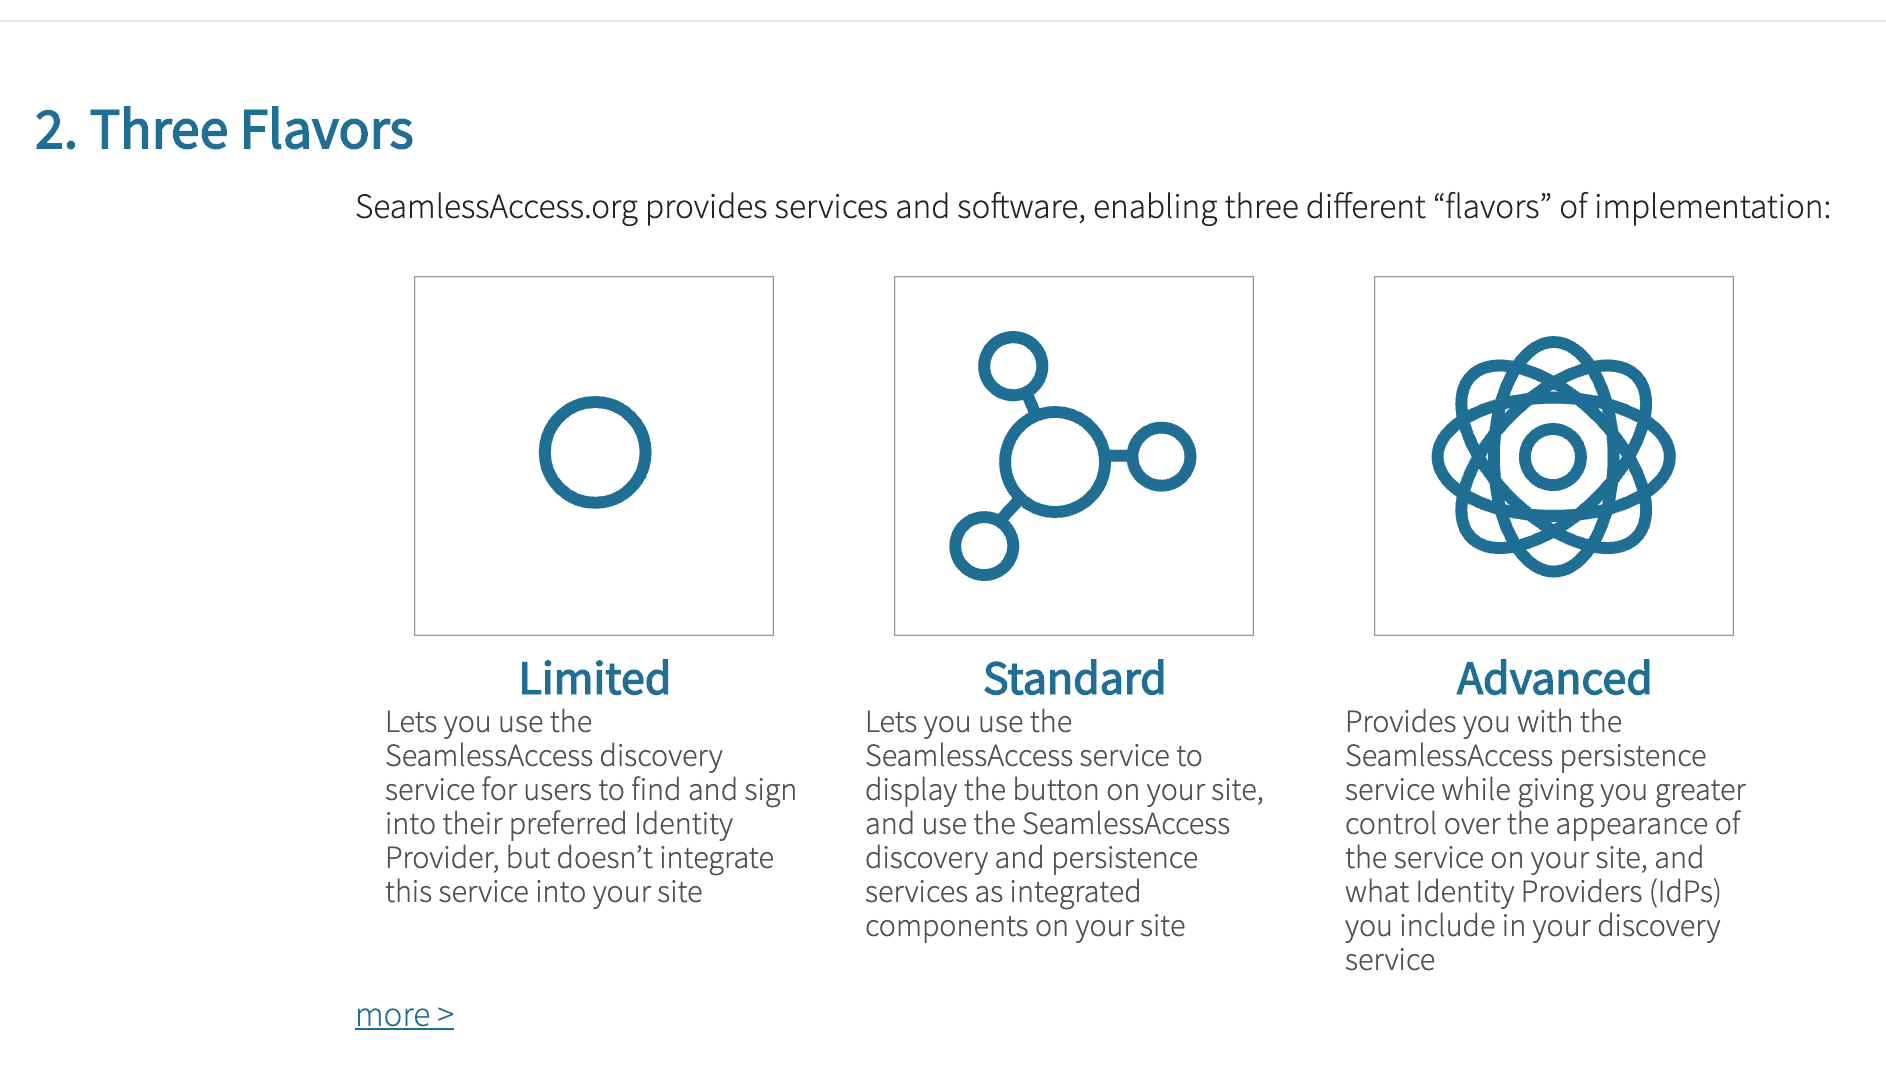 2. Three Flavors
SeamlessAccess.org provides services and software, enabling three different “flavors” of implementation:
Limited
Lets you use the
SeamlessAccess discovery
service for users to find and sign
into their preferred Identity
Provider, but doesn’t integrate
this service into your site
Standard
Lets you use the
SeamlessAccess service to
display the button on your site,
and use the SeamlessAccess
discovery and persistence
services as integrated
components on your site
Advanced
Provides you with the
SeamlessAccess persistence
service while giving you greater
control over the appearance of
the service on your site, and
what Identity Providers (IdPs)
you include in your discovery
service
more >